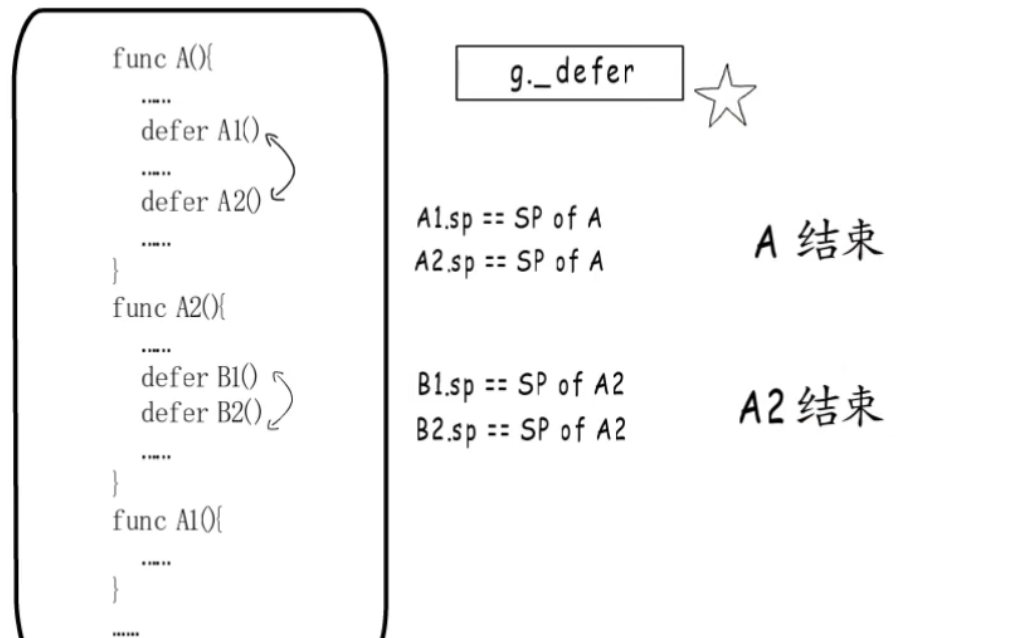 func A(){
……
defer A1()
……
defer A2()
……
}
func A2(){
……
defer B1()
defer B2()
……
}
func A1(){
……
}
……
g._defer
A1.sp == SP of A
A2.sp == SP of A
A 结束
B1.sp == SP of A2
B2.sp == SP of A2
A2 结束